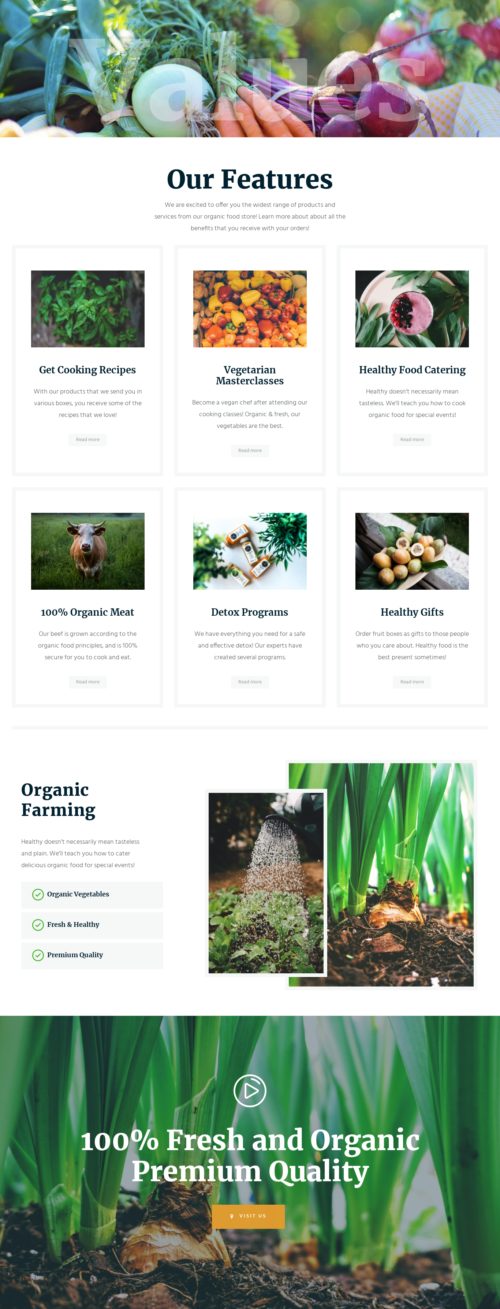 Values
Our Features
We are excited to offer you the widest range of products and
services from our organic food store! Learn more about about all the
benefits that you receive with your orders!
Get Cooking Recipes
With our products that we send you in
various boxes, you receive some of the
recipes that we love!
Read more
Vegetarian
Masterclasses
Become a vegan chef after attending our
cooking classes! Organic & fresh, our
vegetables are the best.
Read more
Healthy Food Catering
Healthy doesn't necessarily mean
tasteless. We'll teach you how to cook
organic food for special events!
Read more
100% Organic Meat
Our beef is grown according to the
organic food principles, and is 100%
secure for you to cook and eat.
Read more
Detox Programs
We have everything you need for a safe
and effective detox! Our experts have
created several programs.
Read more
Healthy Gifts
Order fruit boxes as gifts to those people
who you care about. Healthy food is the
best present sometimes!
Read more
Organic
Farming
Healthy doesn't necessarily mean tasteless
and plain. We'll teach you how to cater
delicious organic food for special events!
Organic Vegetables
Fresh & Healthy
Premium Quality
100% Fresh and Organic
Premium Quality
VISIT US